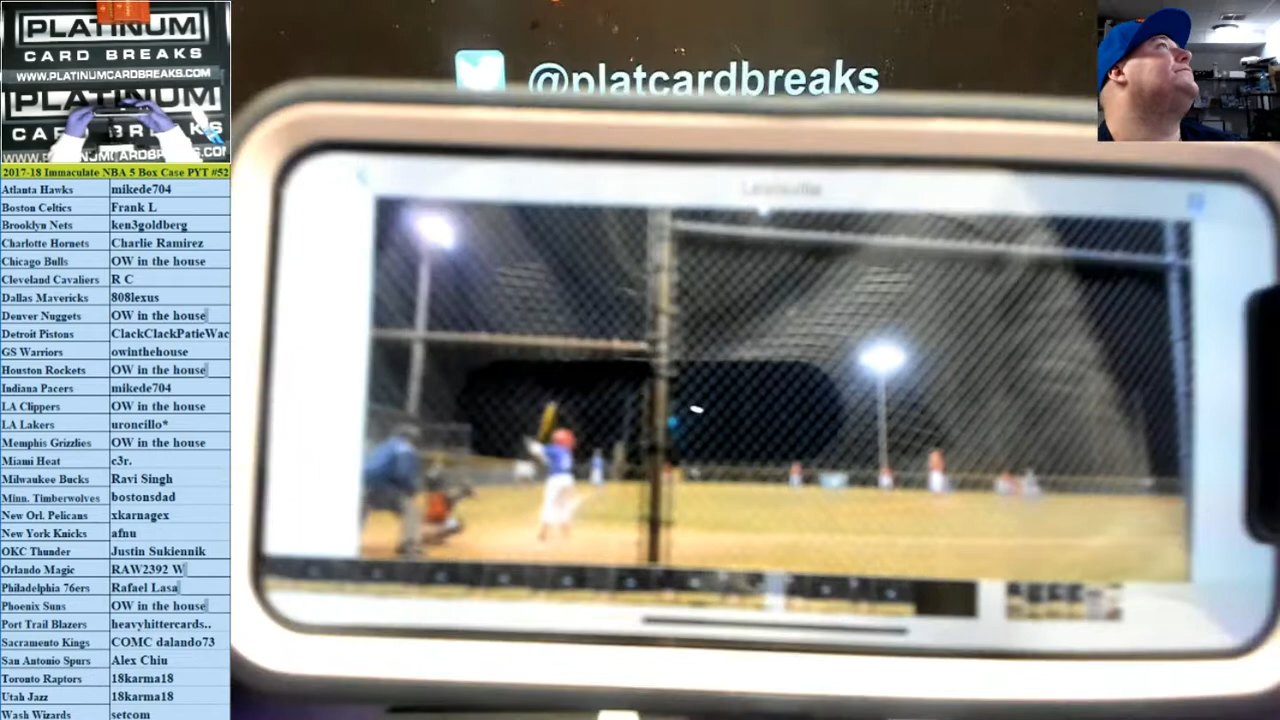 PLATINUM
CARD BREAKS
WWW.PLATINUMCARDBREAKS.COM
PLATINUM
@platcardbreaks
Lewisville
2017-18 Immaculate NBA 5 Box Case PYT #52
Atlanta Hawks mikede704
Boston Celtics Frank L
Brooklyn Nets ken3goldberg
Charlotte Hornets Charlie Ramirez
Chicago Bulls OW in the house
Cleveland Cavaliers R C
Dallas Mavericks 808lexus
Denver Nuggets OW in the house
Detroit Pistons ClackClackPatieWac
GS Warriors owinthehouse
Houston Rockets OW in the house
Indiana Pacers mikede704
LA Clippers OW in the house
LA Lakers uroncillo*
Memphis Grizzlies OW in the house
Miami Heat c3r.
Milwaukee Bucks Ravi Singh
Minn. Timberwolves bostonsdad
New Orl. Pelicans xkarnagex
New York Knicks afnu
OKC Thunder Justin Sukiennik
Orlando Magic RAW2392 W
Philadelphia 76ers Rafael Lasa
Phoenix Suns OW in the house
Port Trail Blazers heavyhittercards..
Sacramento Kings COMC dalando73
San Antonio Spurs Alex Chiu
Toronto Raptors 18karma18
Utah Jazz 18karma18
Wash Wizards setcom